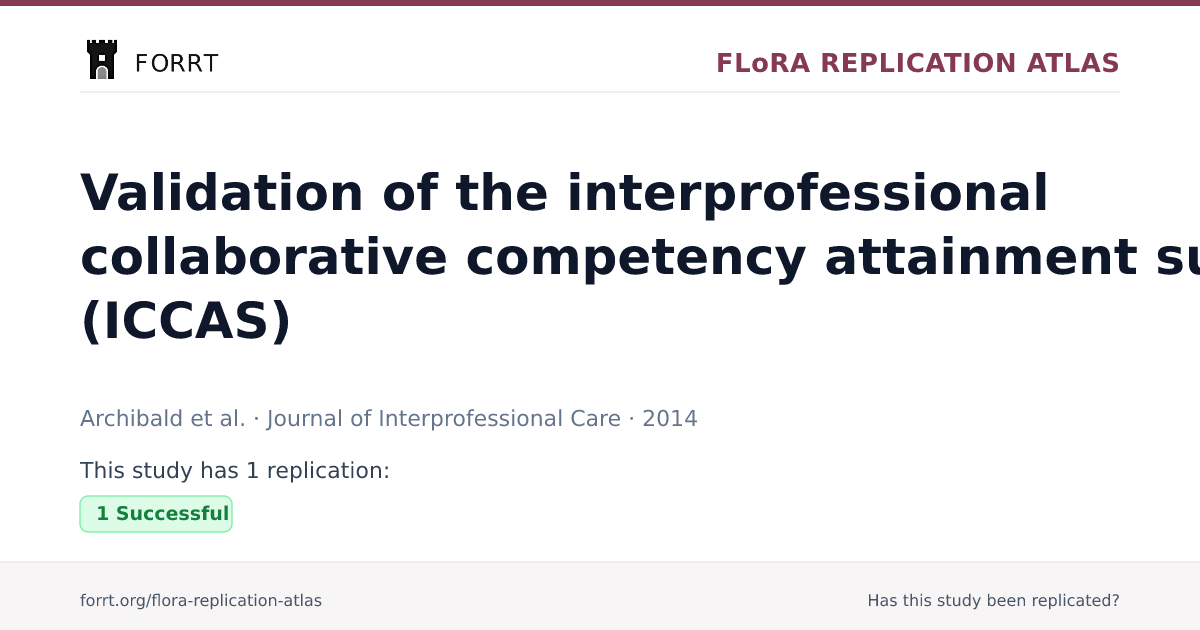 FORRT
FLoRA REPLICATION ATLAS
Validation of the interprofessional
collaborative competency attainment su
(ICCAS)
Archibald et al. · Journal of Interprofessional Care · 2014
This study has 1 replication:
1 Successful
forrt.org/flora-replication-atlas
Has this study been replicated?